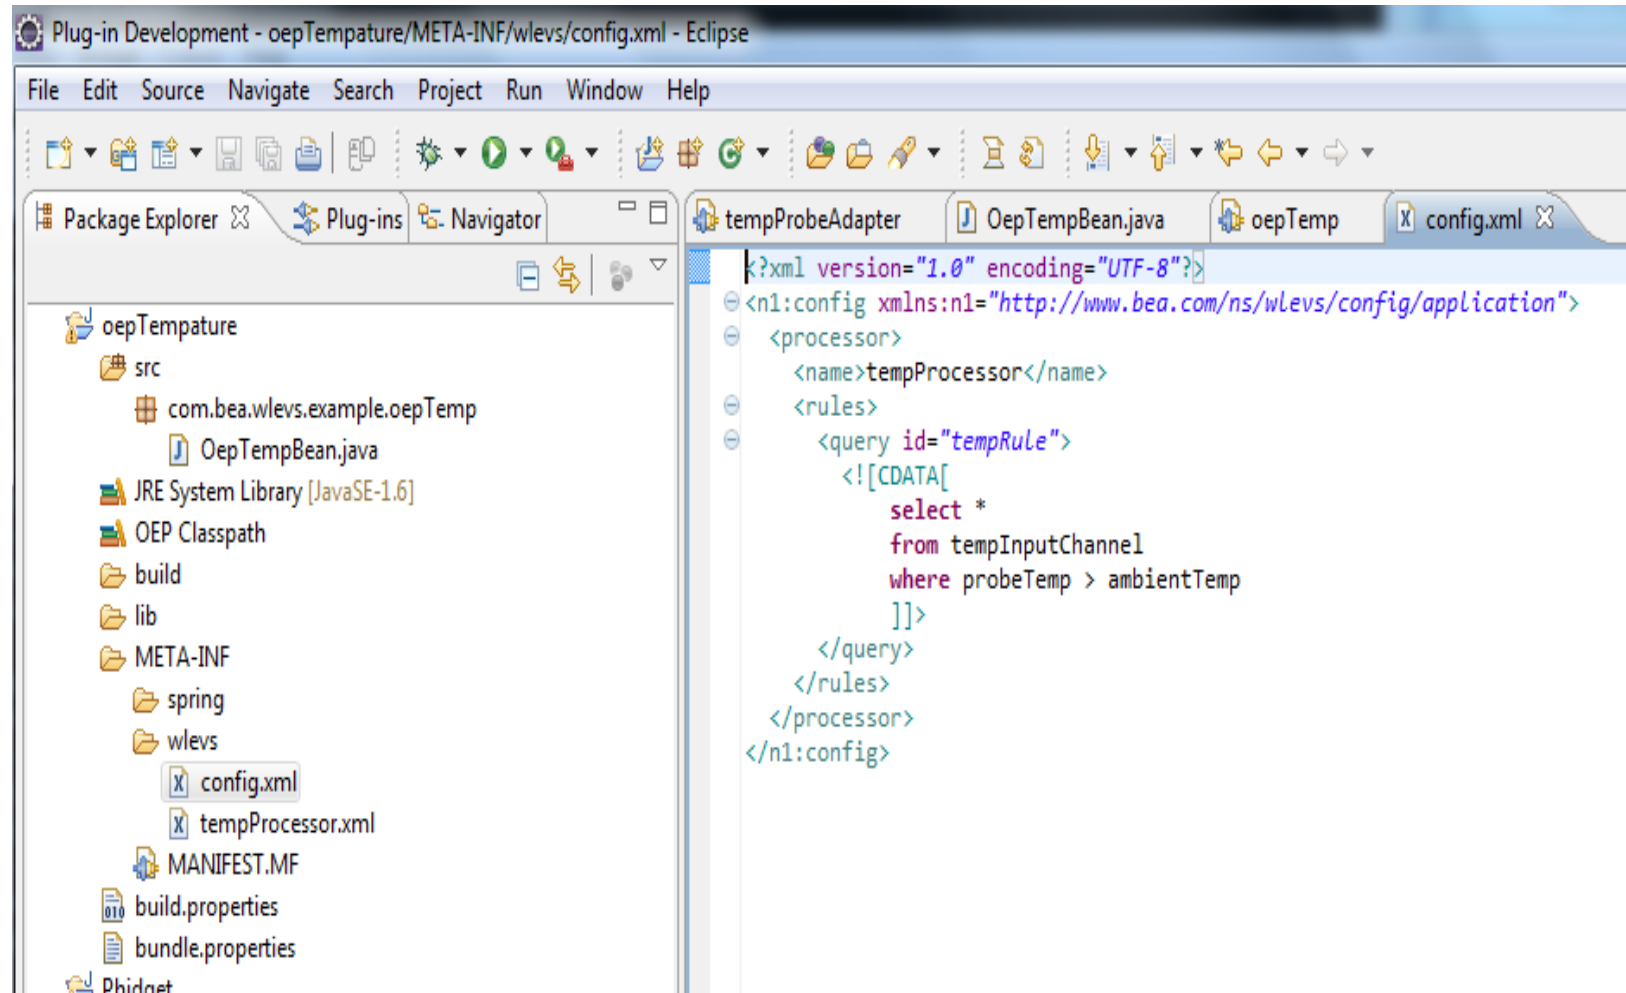 Plug-in Development - oepTempature/META-INF/wlevs/config.xml - Eclipse
File Edit Source Navigate Search Project Run Window Help
Package Explorer Plug-ins Navigator
oepTempature
src
com.bea.wlevs.example.oepTemp
OepTempBean.java
JRE System Library [JavaSE-1.6]
OEP Classpath
build
lib
META-INF
spring
wlevs
config.xml
tempProcessor.xml
MANIFEST.MF
build.properties
bundle.properties
Phidget
tempProbeAdapter OepTempBean.java oepTemp config.xml
<?xml version="1.0" encoding="UTF-8"?>
<n1:config xmlns:n1="http://www.bea.com/ns/wlevs/config/application">
<processor>
<name>tempProcessor</name>
<rules>
<query id="tempRule">
<![CDATA[
select *
from tempInputChannel
where probeTemp > ambientTemp
]]>
</query>
</rules>
</processor>
</n1:config>